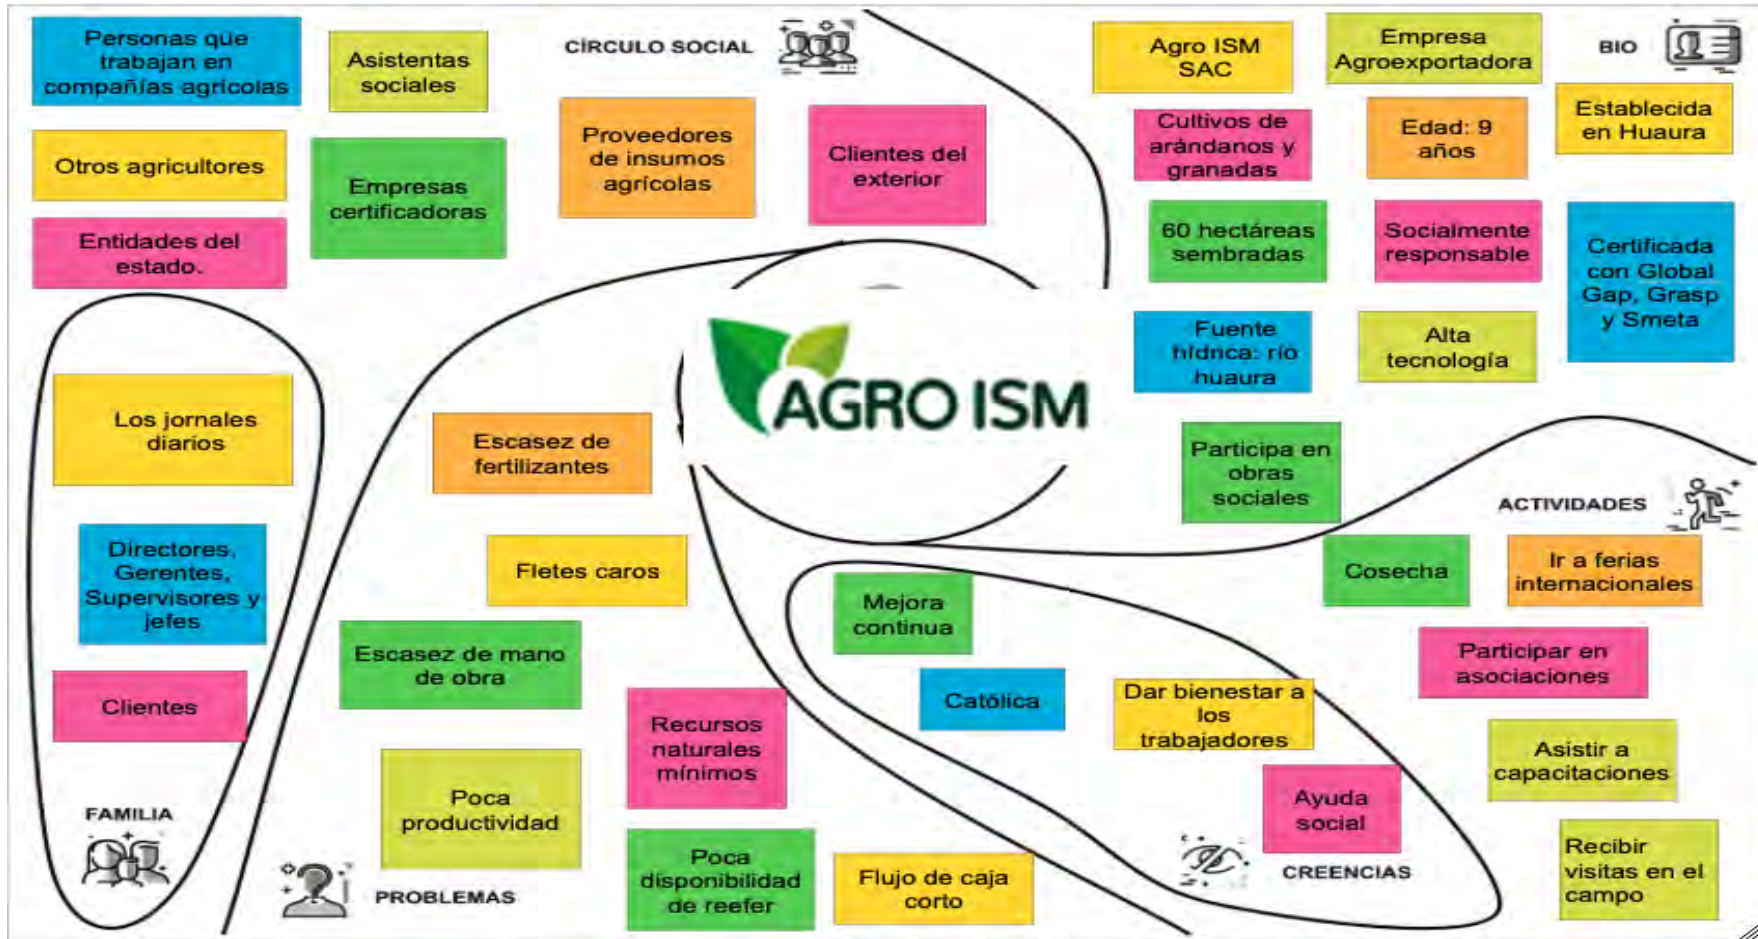 Personas que
trabajan en
compañías agrícolas
Asistentas
sociales
CÍRCULO SOCIAL
Otros agricultores
Empresas
certificadoras
Proveedores
de insumos
agrícolas
Clientes del
exterior
Entidades del
estado.
Agro ISM
SAC
Empresa
Agroexportadora
BIO
Cultivos de
arándanos y
granadas
Edad: 9
años
Establecida
en Huaura
60 hectáreas
sembradas
Socialmente
responsable
Certificada
con Global
Gap, Grasp
y Smeta
Fuente
hídrica: río
huaura
Alta
tecnología
Participa en
obras
sociales
AGRO ISM
Los jornales
diarios
Directores,
Gerentes,
Supervisores y
jefes
Clientes
FAMILIA
Escasez de
fertilizantes
Fletes caros
Escasez de mano
de obra
Recursos
naturales
mínimos
Poca
productividad
Poca
disponibilidad
de reefer
Flujo de caja
corto
PROBLEMAS
Mejora
continua
Católica
Dar bienestar a
los
trabajadores
Ayuda
social
CREENCIAS
ACTIVIDADES
Cosecha
Ir a ferias
internacionales
Participar en
asociaciones
Asistir a
capacitaciones
Recibir
visitas en el
campo